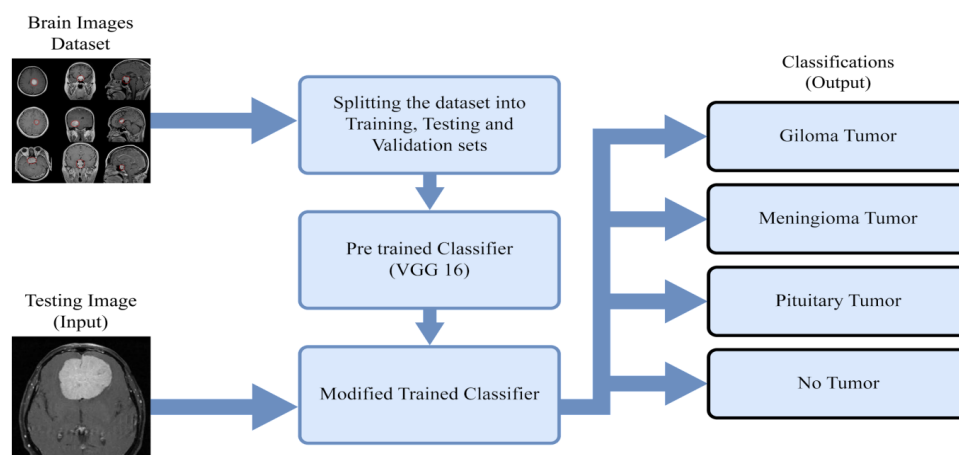 Brain Images
Dataset
Splitting the dataset into
Training, Testing and
Validation sets
Pre trained Classifier
(VGG 16)
Testing Image
(Input)
Modified Trained Classifier
Classifications
(Output)
Giloma Tumor
Meningioma Tumor
Pituitary Tumor
No Tumor